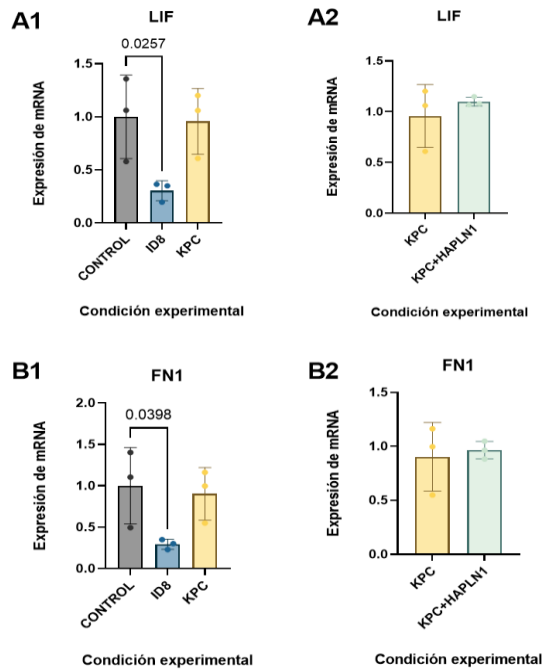 A1
LIF
0.0257
Expresión de mRNA
1.5
1.0
0.5
0.0
CONTROL
ID8
KPC
Condición experimental
A2
LIF
Expresión de mRNA
1.5
1.0
0.5
0.0
KPC
KPC+HAPLN1
Condición experimental
B1
FN1
0.0398
Expresión de mRNA
2.0
1.5
1.0
0.5
0.0
CONTROL
ID8
KPC
Condición experimental
B2
FN1
Expresión de mRNA
1.5
1.0
0.5
0.0
KPC
KPC+HAPLN1
Condición experimental